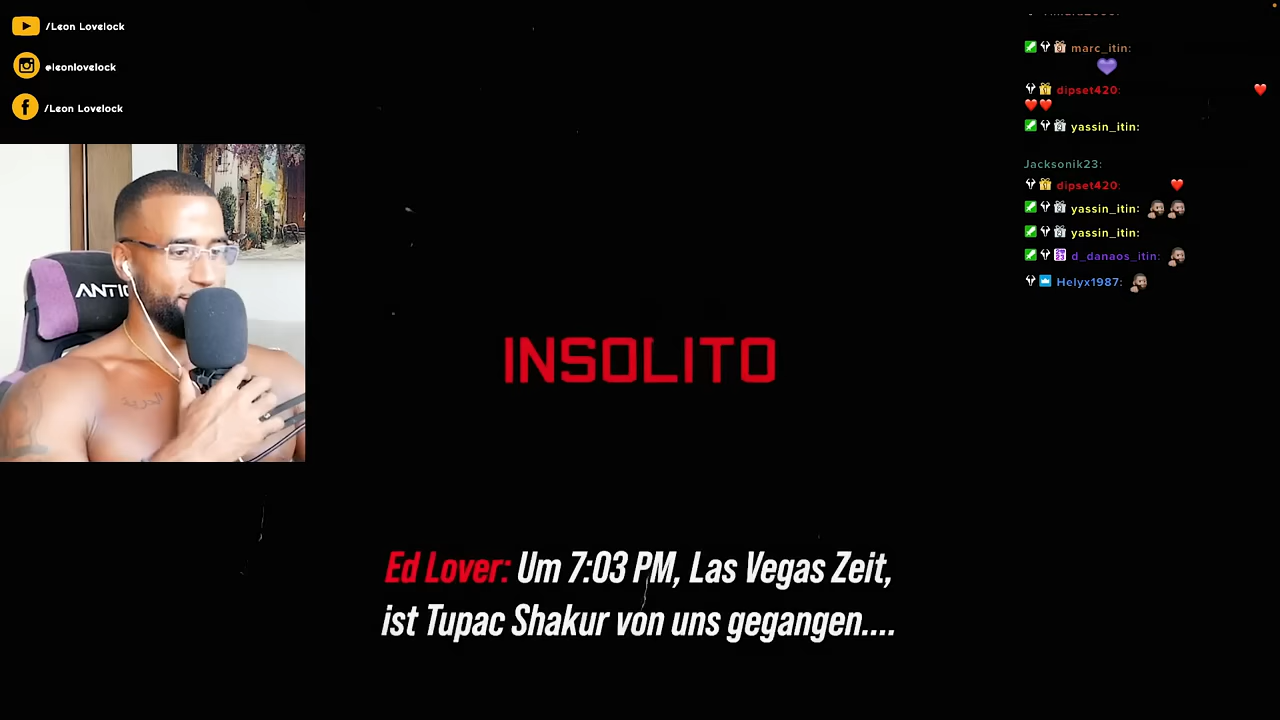 /Leon Lovelock
@leonlovelock
/Leon Lovelock
ANTIC
marc_itin:
dipset420:
yassin_itin:
Jacksonik23:
dipset420:
yassin_itin:
yassin_itin:
d_danaos_itin:
Helyx1987:
INSOLITO
Ed Lover: Um 7:03 PM, Las Vegas Zeit,
ist Tupac Shakur von uns gegangen....